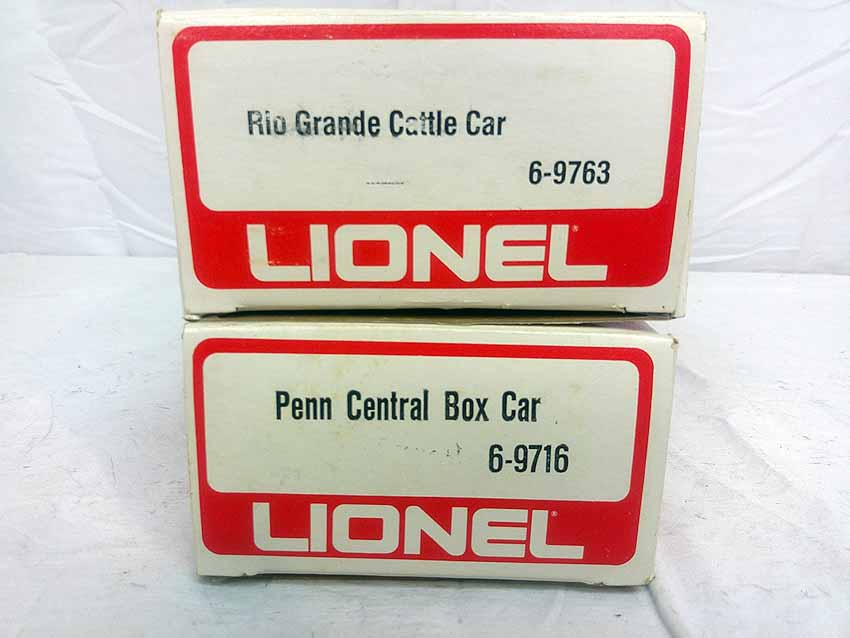 Rio Grande Cattle Car
6-9763
LIONEL®
Penn Central Box Car
6-9716
LIONEL®